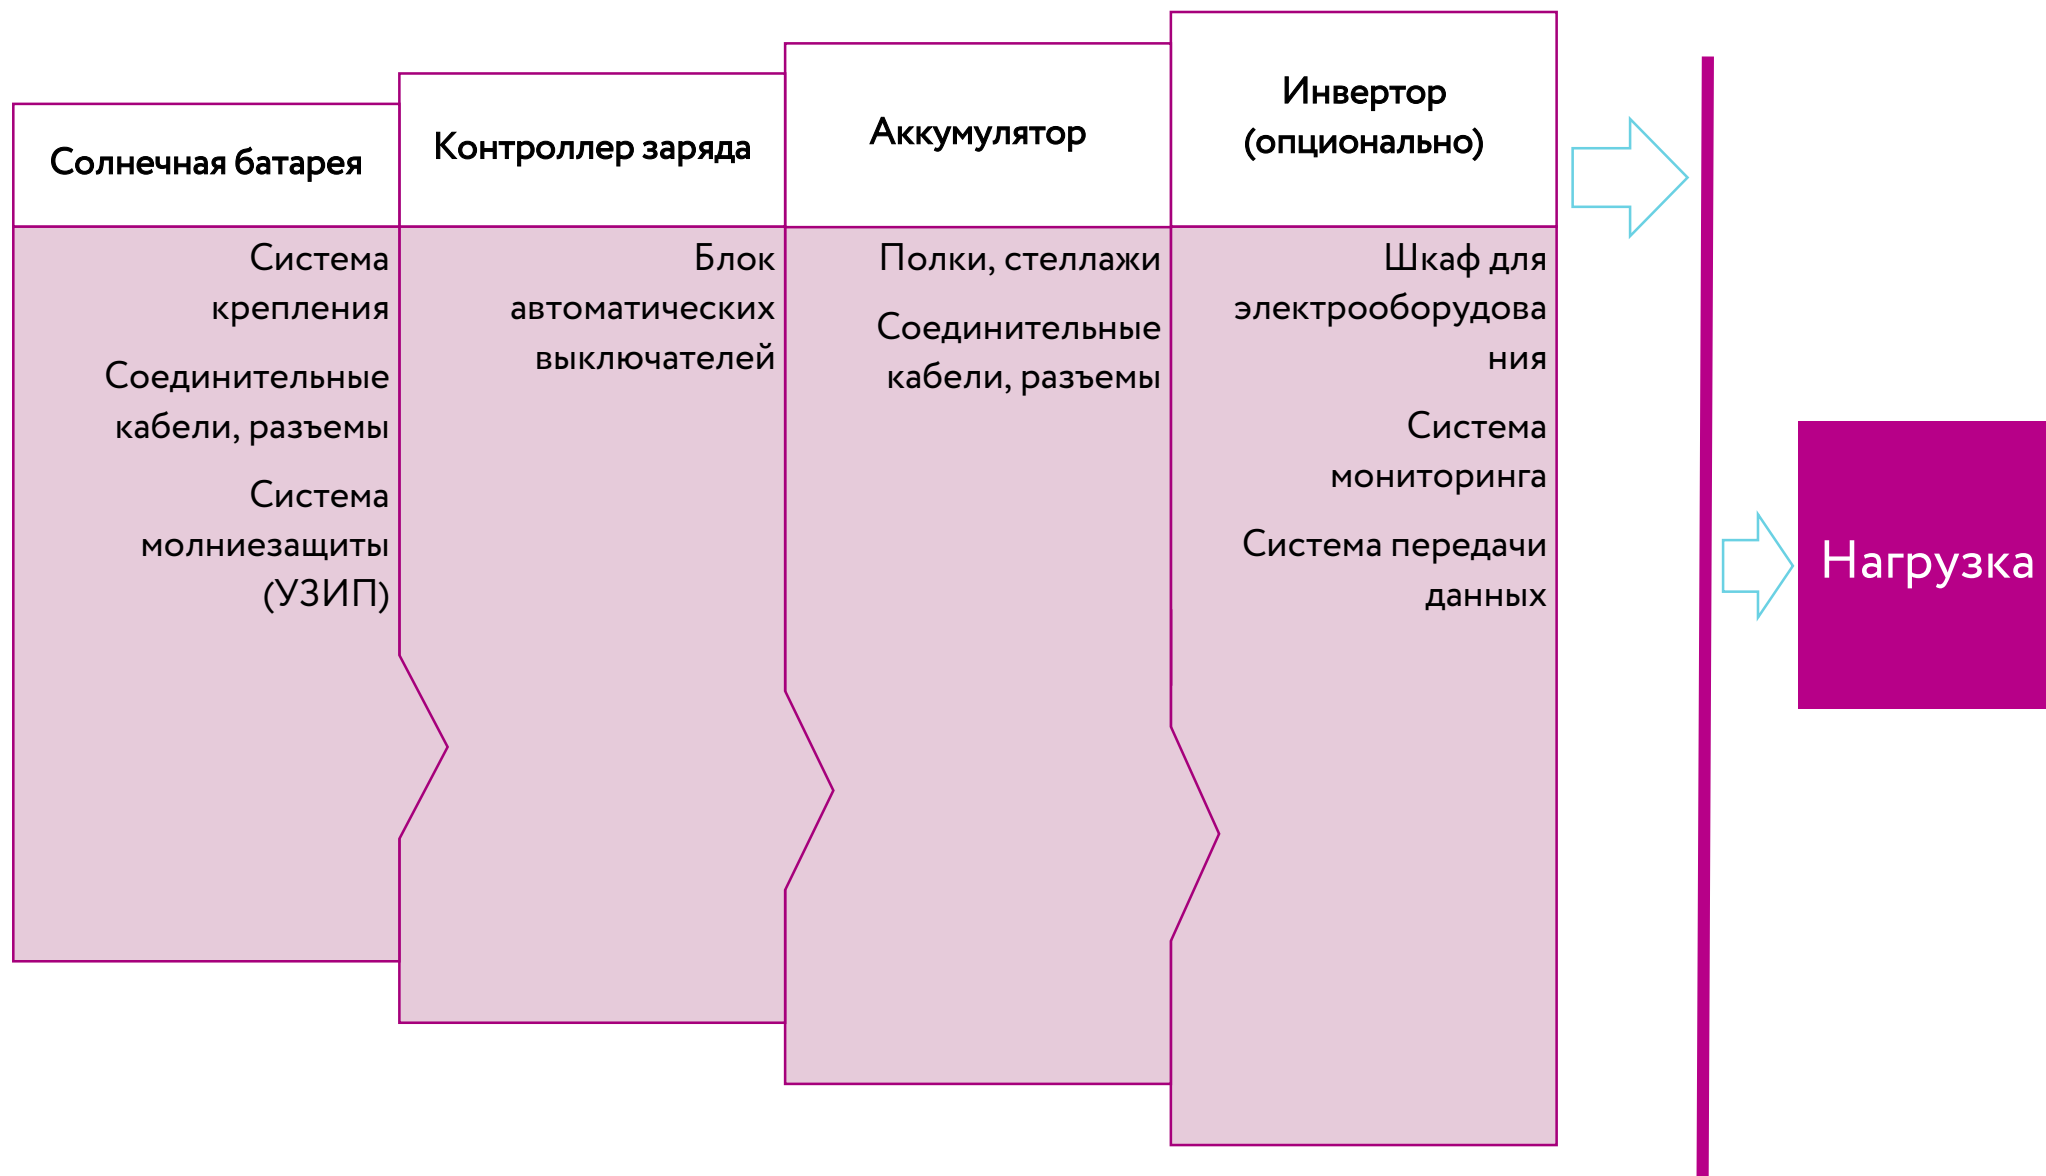 Солнечная батарея
Система
крепления
Соединительные
кабели, разъемы
Система
молниезащиты
(УЗИП)
Контроллер заряда
Блок
автоматических
выключателей
Аккумулятор
Полки, стеллажи
Соединительные
кабели, разъемы
Инвертор
(опционально)
Шкаф для
электрооборудова
ния
Система
мониторинга
Система передачи
данных
Нагрузка